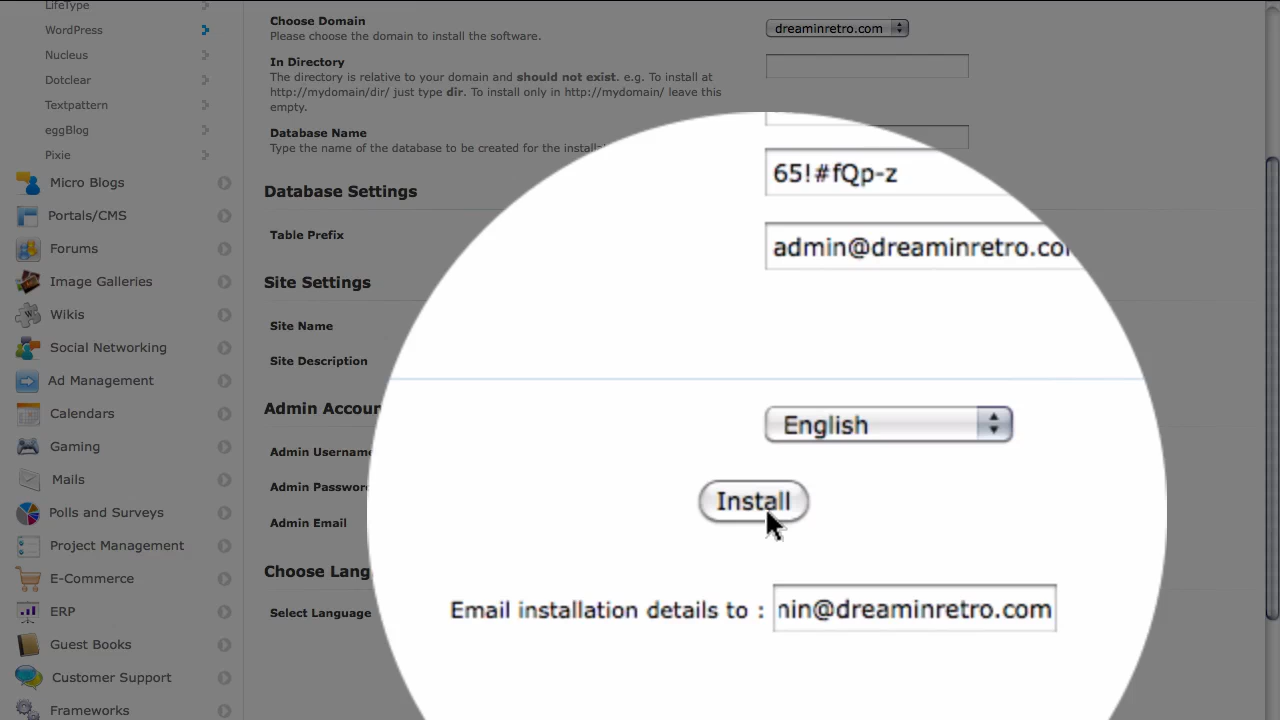 LifeType
WordPress
Nucleus
Dotclear
Textpattern
eggBlog
Pixie
Micro Blogs
Portals/CMS
Forums
Image Galleries
Wikis
Social Networking
Ad Management
Calendars
Gaming
Mails
Polls and Surveys
Project Management
E-Commerce
ERP
Guest Books
Customer Support
Frameworks
Choose Domain
Please choose the domain to install the software.
dreaminretro.com
In Directory
The directory is relative to your domain and should not exist. e.g. To install at
http://mydomain/dir/ just type dir. To install only in http://mydomain/ leave this
empty.
Database Name
Type the name of the database to be created for the
Database Settings
Table Prefix
Site Settings
Site Name
Site Description
Admin
Admin
Admin
Admin Email
Choose
Select Language
65!#fQp-z
admin@dreaminretro.co
English
Install
Email installation details to :
nin@dreaminretro.com